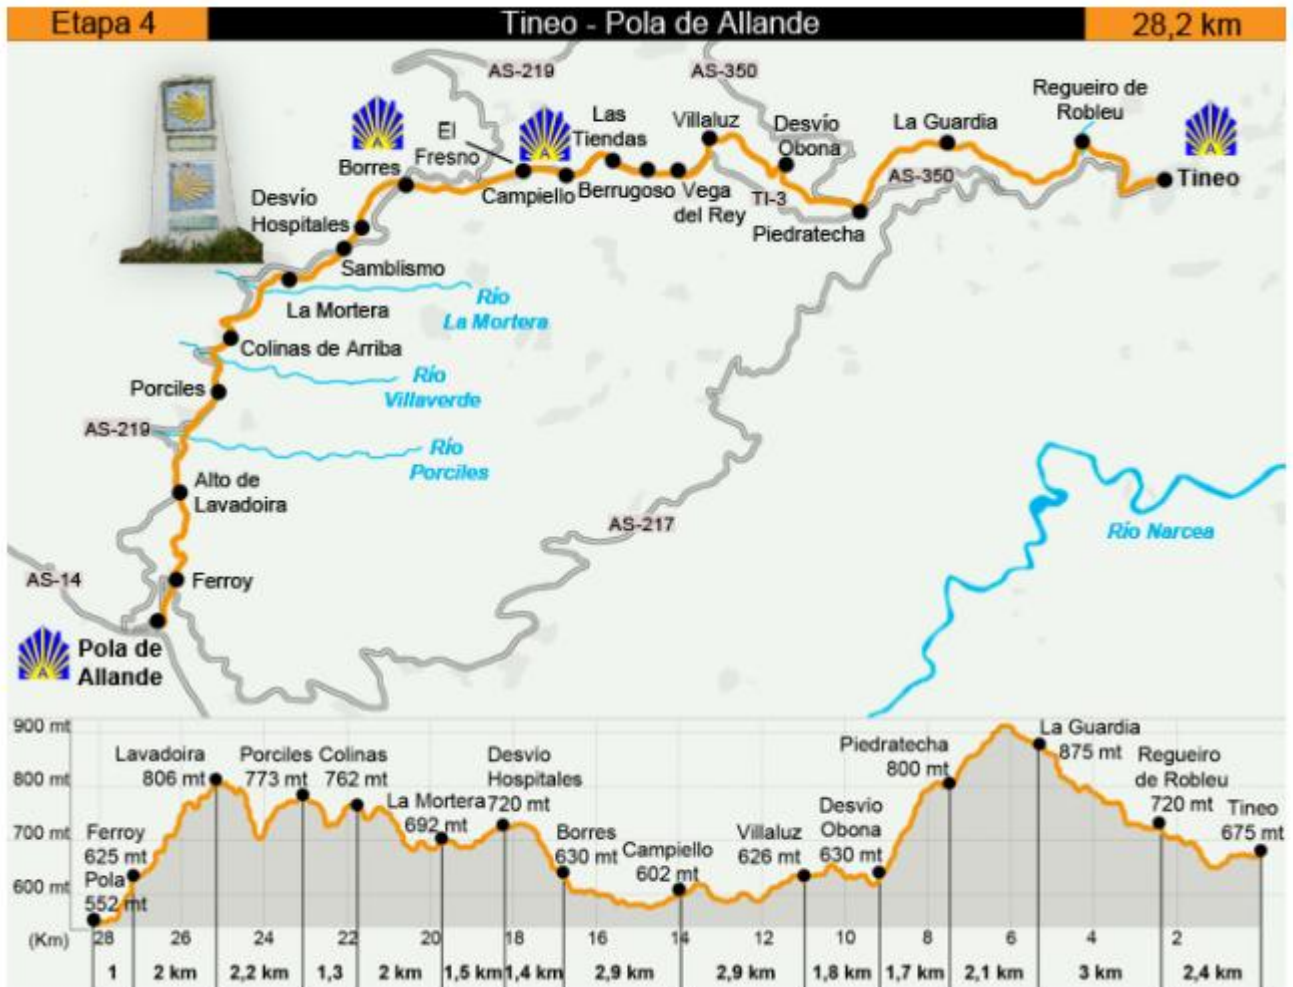 Etapa 4
Tineo - Pola de Allande
28,2 km
AS-219
AS-350
Regueiro de
Robleu
Las
Tiendas
Villaluz
Desvío
Obona
La Guardia
El
Fresno
Borres
Campiello
Berrugoso
Vega
del Rey
TI-3
AS-350
Tineo
Piedratecha
Desvío
Hospitales
Samblismo
La Mortera
Río
La Mortera
Colinas de Arriba
Río
Villaverde
Porciles
AS-219
Río
Porciles
Alto de
Lavadoira
AS-217
Río Narcea
AS-14
Ferroy
Pola de
Allande
A
A
A
A
900 mt
800 mt
700 mt
600 mt
Lavadoira
806 mt
Porciles
773 mt
Colinas
762 mt
La Mortera
692 mt
Desvío
Hospitales
720 mt
Borres
630 mt
Campiello
602 mt
Villaluz
626 mt
Desvío
Obona
630 mt
Piedratecha
800 mt
La Guardia
875 mt
Regueiro
de Robleu
720 mt
Tineo
675 mt
Ferroy
625 mt
Pola
552 mt
(Km) 28 26 24 22 20 18 16 14 12 10 8 6 4 2
1 2 km 2,2 km 1,3 2 km 1,5 km 1,4 km 2,9 km 2,9 km 1,8 km 1,7 km 2,1 km 3 km 2,4 km